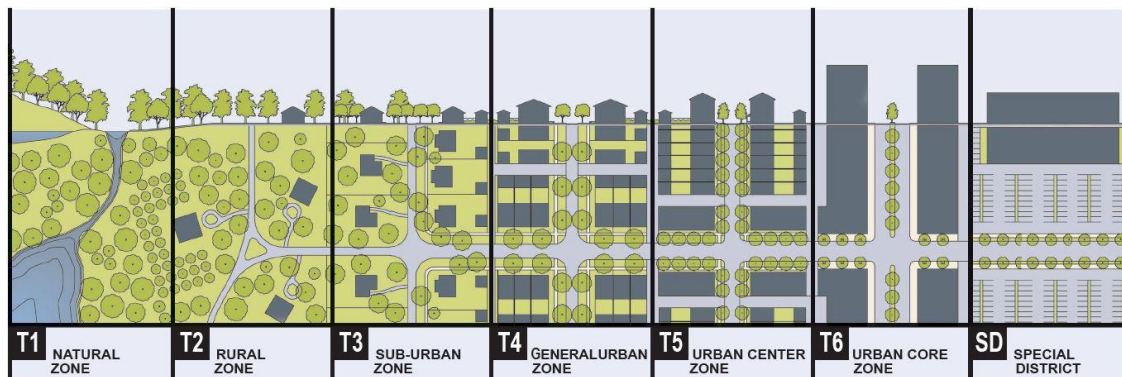 T1 NATURAL
ZONE
T2 RURAL
ZONE
T3 SUB-URBAN
ZONE
T4 GENERALURBAN
ZONE
T5 URBAN CENTER
ZONE
T6 URBAN CORE
ZONE
SD SPECIAL
DISTRICT